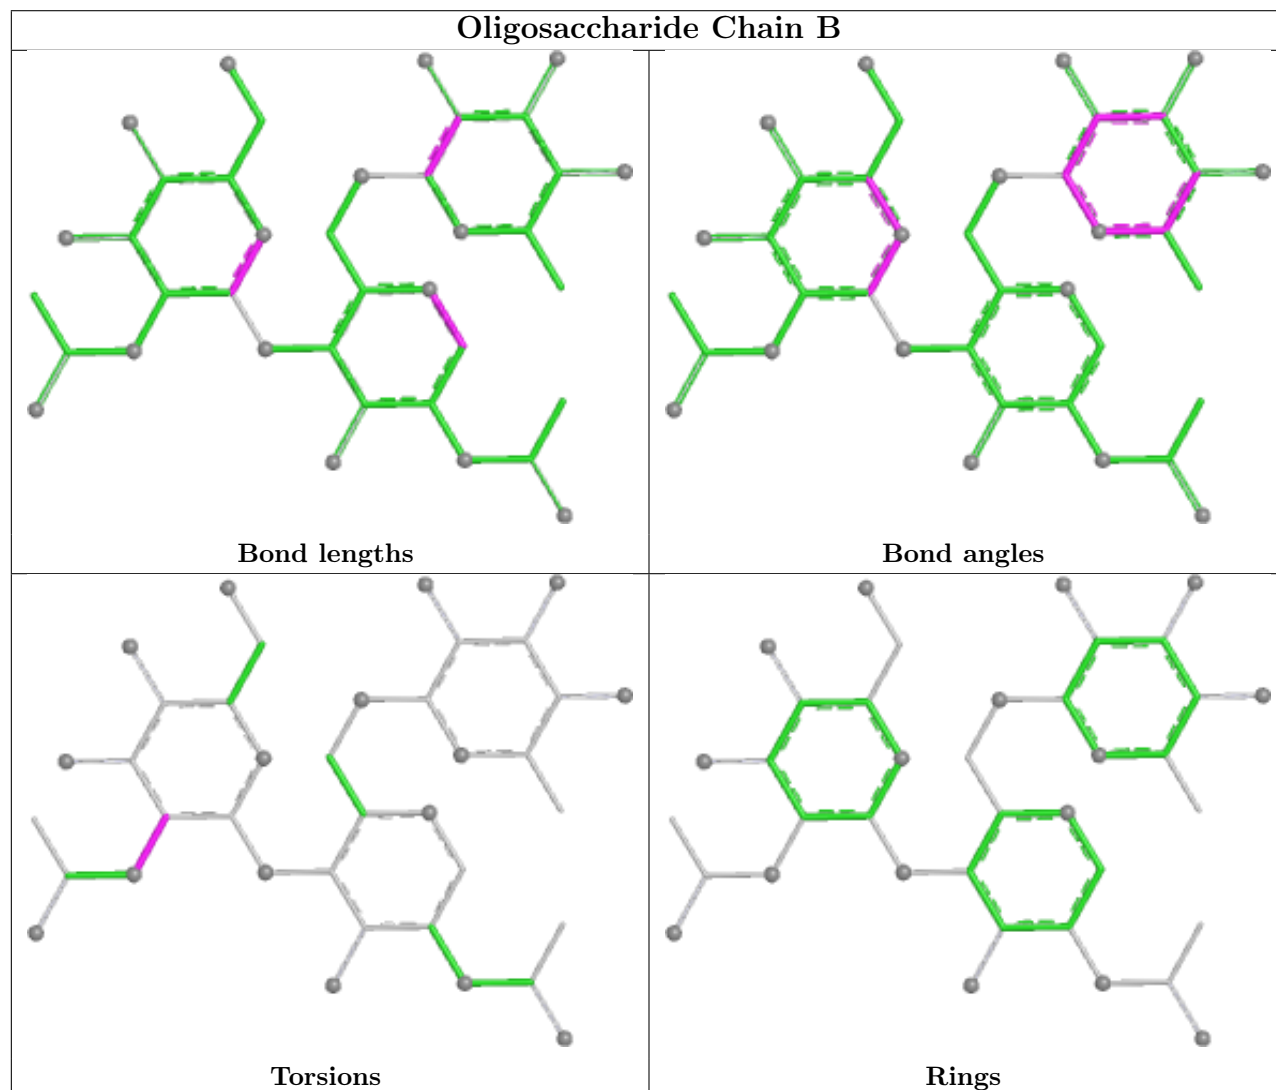 Oligosaccharide Chain B
Bond lengths
Bond angles
Torsions
Rings